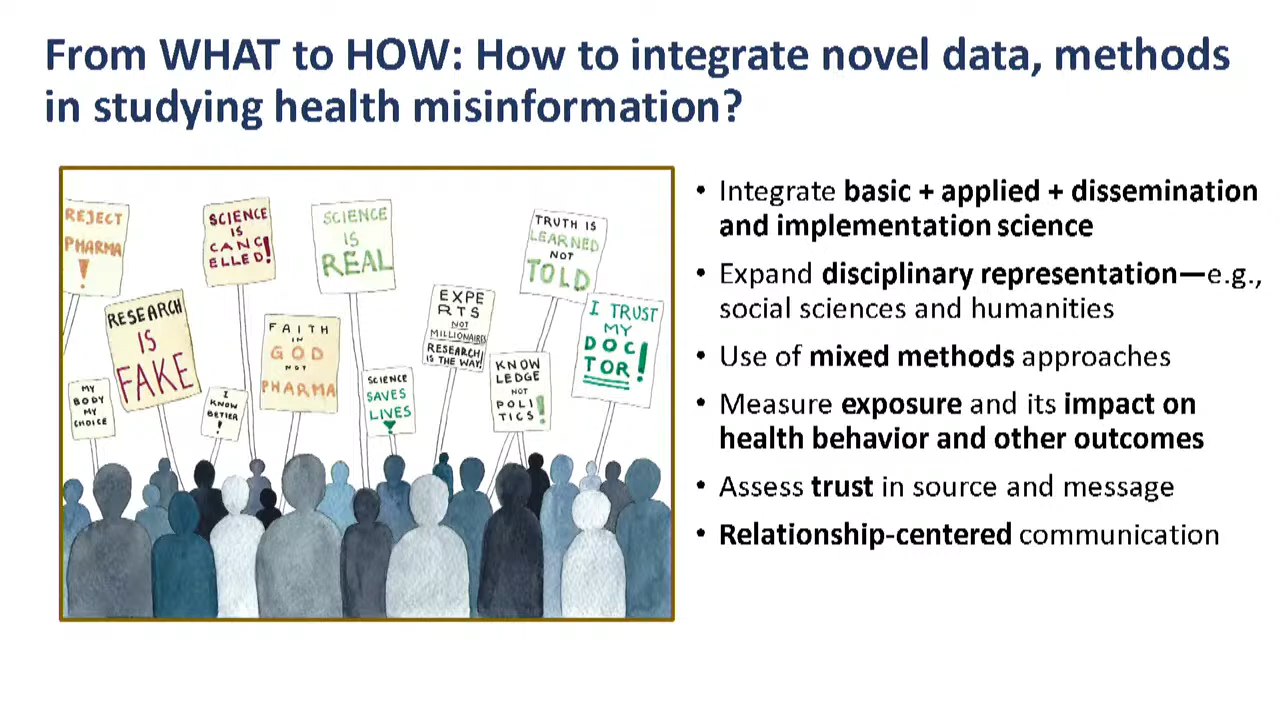 From WHAT to HOW: How to integrate novel data, methods
in studying health misinformation?
REJECT
PHARMA
!
SCIENCE
IS
CANC
ELLED!
SCIENCE
IS
REAL
TRUTH IS
LEARNED
NOT
TOLD
RESEARCH
IS
FAKE
FAITH
IN
GOD
NOT
PHARMA
EXPE
RTS
NOT
MILLIONAIRES
RESEARCH
IS THE WAY!
I TRUST
MY
DOC
TOR!
MY
BODY
MY
CHOICE
I
KNOW
BETTER
!
SCIENCE
SAVES
LIVES
KNOW
LEDGE
NOT
POLI
TICS!
• Integrate basic + applied + dissemination
and implementation science
• Expand disciplinary representation—e.g.,
social sciences and humanities
• Use of mixed methods approaches
• Measure exposure and its impact on
health behavior and other outcomes
• Assess trust in source and message
• Relationship-centered communication